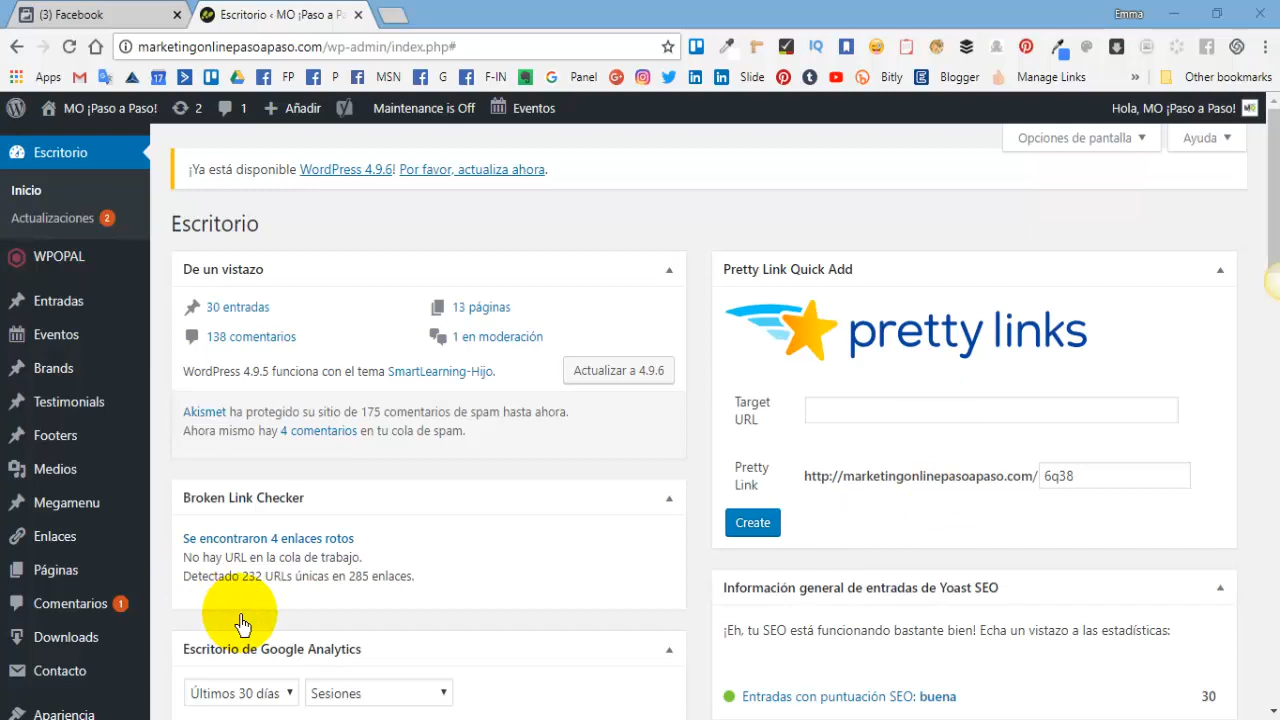 (3) Facebook
Escritorio ‹ MO ¡Paso a Pa
Emma
marketingonlinepasoapaso.com/wp-admin/index.php#
Apps
FP
P
MSN
G
F-IN
Panel
Slide
Bitly
Blogger
Manage Links
»
Other Bookmarks
MO ¡Paso a Paso!
2
1
Añadir
Maintenance is Off
Eventos
Hola, MO ¡Paso a Paso!
Opciones de pantalla
Ayuda
Escritorio
Inicio
Actualizaciones 2
WPOPAL
Entradas
Eventos
Brands
Testimonials
Footers
Medios
Megamenu
Enlaces
Páginas
Comentarios 1
Downloads
Contacto
Apariencia
¡Ya está disponible WordPress 4.9.6! Por favor, actualiza ahora.
Escritorio
De un vistazo
30 entradas
13 páginas
138 comentarios
1 en moderación
WordPress 4.9.5 funciona con el tema SmartLearning-Hijo.
Actualizar a 4.9.6
Akismet ha protegido su sitio de 175 comentarios de spam hasta ahora.
Ahora mismo hay 4 comentarios en tu cola de spam.
Broken Link Checker
Se encontraron 4 enlaces rotos
No hay URL en la cola de trabajo.
Detectado 232 URLs únicas en 285 enlaces.
Escritorio de Google Analytics
Últimos 30 días
Sesiones
Pretty Link Quick Add
pretty links
Target
URL
Pretty
Link
http://marketingonlinepasoapaso.com/ 6q38
Create
Información general de entradas de Yoast SEO
¡Eh, tu SEO está funcionando bastante bien! Echa un vistazo a las estadísticas:
Entradas con puntuación SEO: buena
30